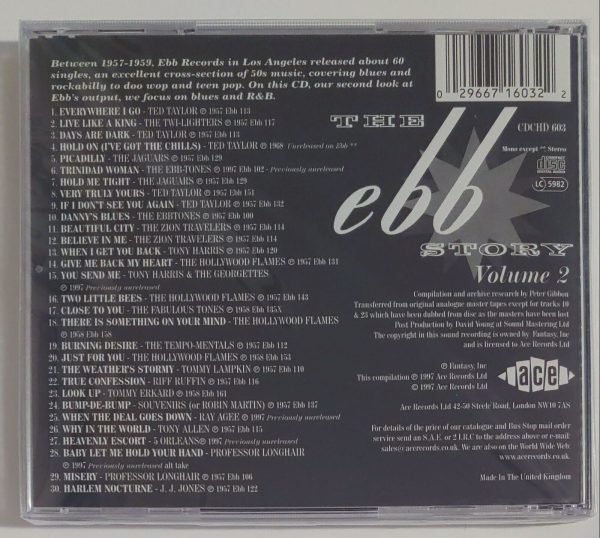 Between 1957-1959, Ebb Records in Los Angeles released about 60
singles, an excellent cross-section of 50s music, covering blues and
rockabilly to doo wop and teen pop. On this CD, our second look at
Ebb's output, we focus on blues and R&B.
1. EVERYWHERE I GO - TED TAYLOR ℗ 1957 Ebb 113
2. LIVE LIKE A KING - THE TWI-LIGHTERS ℗ 1957 Ebb 117
3. DAYS ARE DARK - TED TAYLOR ℗ 1957 Ebb 113
4. HOLD ON (I'VE GOT THE CHILLS) - TED TAYLOR ℗ 1968 Unreleased on Ebb **
5. PICADILLY - THE JAGUARS ℗ 1957 Ebb 129
6. TRINIDAD WOMAN - THE EBB-TONES ℗ 1997 Ebb 102 - Previously unreleased
7. HOLD ME TIGHT - THE JAGUARS ℗ 1957 Ebb 129
8. VERY TRULY YOURS - TED TAYLOR ℗ 1957 Ebb 151
9. IF I DON'T SEE YOU AGAIN - TED TAYLOR ℗ 1957 Ebb 132
10. DANNY'S BLUES - THE EBBTONES ℗ 1957 Ebb 100
11. BEAUTIFUL CITY - THE ZION TRAVELERS ℗ 1957 Ebb 114
12. BELIEVE IN ME - THE ZION TRAVELERS ℗ 1957 Ebb 114
13. WHEN I GET YOU BACK - TONY HARRIS ℗ 1957 Ebb 120
14. GIVE ME BACK MY HEART - THE HOLLYWOOD FLAMES ℗ 1957 Ebb 131
15. YOU SEND ME - TONY HARRIS & THE GEORGETTES
℗ 1997 Previously unreleased
16. TWO LITTLE BEES - THE HOLLYWOOD FLAMES ℗ 1957 Ebb 143
17. CLOSE TO YOU - THE FABULOUS TONES ℗ 1958 Ebb 135X
18. THERE IS SOMETHING ON YOUR MIND - THE HOLLYWOOD FLAMES
℗ 1958 Ebb 158
19. BURNING DESIRE - THE TEMPO-MENTALS ℗ 1957 Ebb 112
20. JUST FOR YOU - THE HOLLYWOOD FLAMES ℗ 1958 Ebb 153
21. THE WEATHER'S STORMY - TOMMY LAMPKIN ℗ 1957 Ebb 110
22. TRUE CONFESSION - RIFF RUFFIN ℗ 1957 Ebb 116
23. LOOK UP - TOMMY ERKARD ℗ 1958 Ebb 161
24. BUMP-DE-BUMP - SOUVENIRS (or ROBIN MARTIN) ℗ 1957 Ebb 137
25. WHEN THE DEAL GOES DOWN - RAY AGEE ℗ 1997 Previously unreleased
26. WHY IN THE WORLD - TONY ALLEN ℗ 1957 Ebb 115
27. HEAVENLY ESCORT - 5 ORLEANS℗ 1997 Previously unreleased
28. BABY LET ME HOLD YOUR HAND - PROFESSOR LONGHAIR
℗ 1997 Previously unreleased alt take
29. MISERY - PROFESSOR LONGHAIR ℗ 1957 Ebb 106
30. HARLEM NOCTURNE - J. J. JONES ℗ 1957 Ebb 122
0 29667 16032 2
CDCHD 603
Mono except ** Stereo
COMPACT
disc
DIGITAL AUDIO
LC 5982
THE
ebb
STORY
Volume 2
Compilation and archive research by Peter Gibbon
Transferred from original analogue master tapes except for tracks 10
& 23 which have been dubbed from disc as the masters have been lost
Post Production by David Young at Sound Mastering Ltd
The copyright in this sound recording is owned by Fantasy, Inc
and is licensed to Ace Records Ltd
℗ Fantasy, Inc
This compilation ℗ 1997 Ace Records Ltd
© 1997 Ace Records Ltd
ace
Ace Records Ltd 42-50 Steele Road, London NW10 7AS
For details of the price of our catalogue and Bus Stop mail order
service send an S.A.E. or 2 I.R.C to the address above or e-mail:
sales@acerecords.co.uk. We are also on the World Wide Web:
www.acerecords.co.uk
Made In The United Kingdom